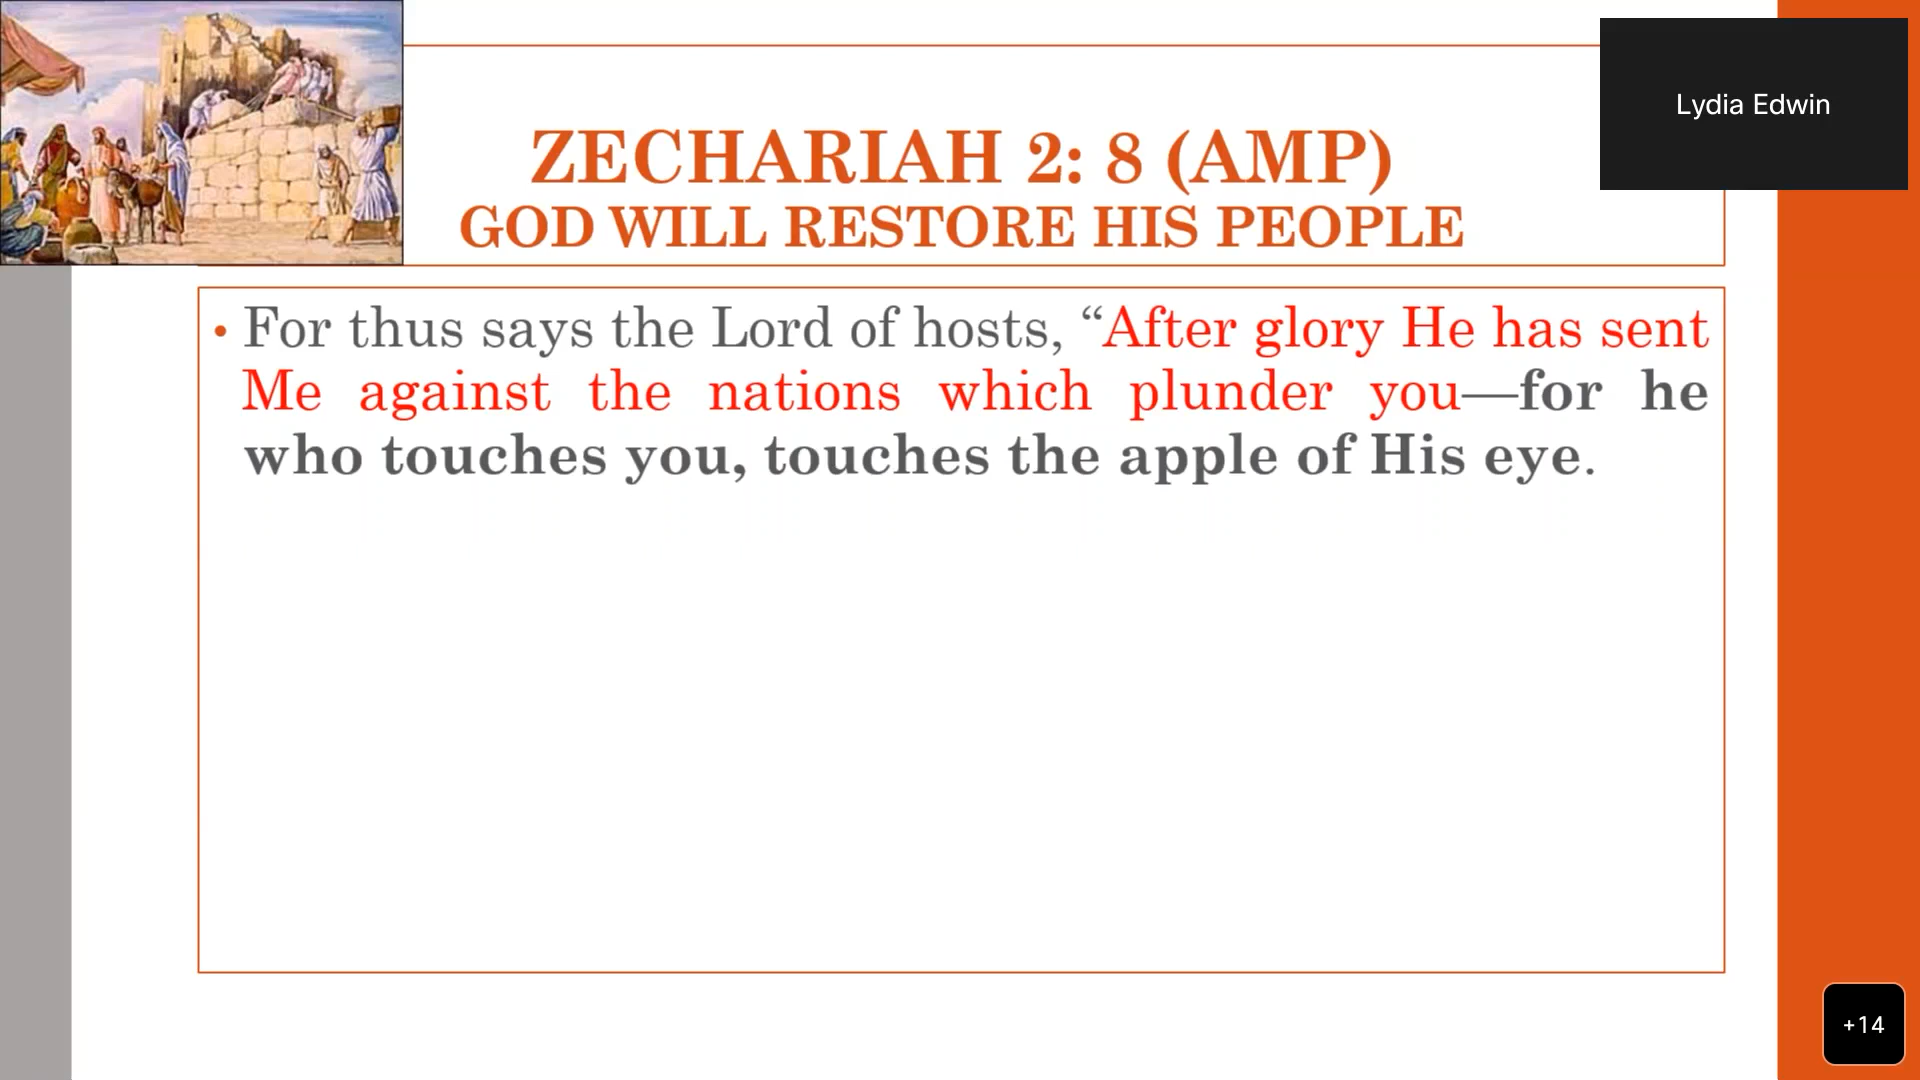 Lydia Edwin
ZECHARIAH 2: 8 (AMP)
GOD WILL RESTORE HIS PEOPLE
• For thus says the Lord of hosts, “After glory He has sent
Me against the nations which plunder you—for he
who touches you, touches the apple of His eye.
+14